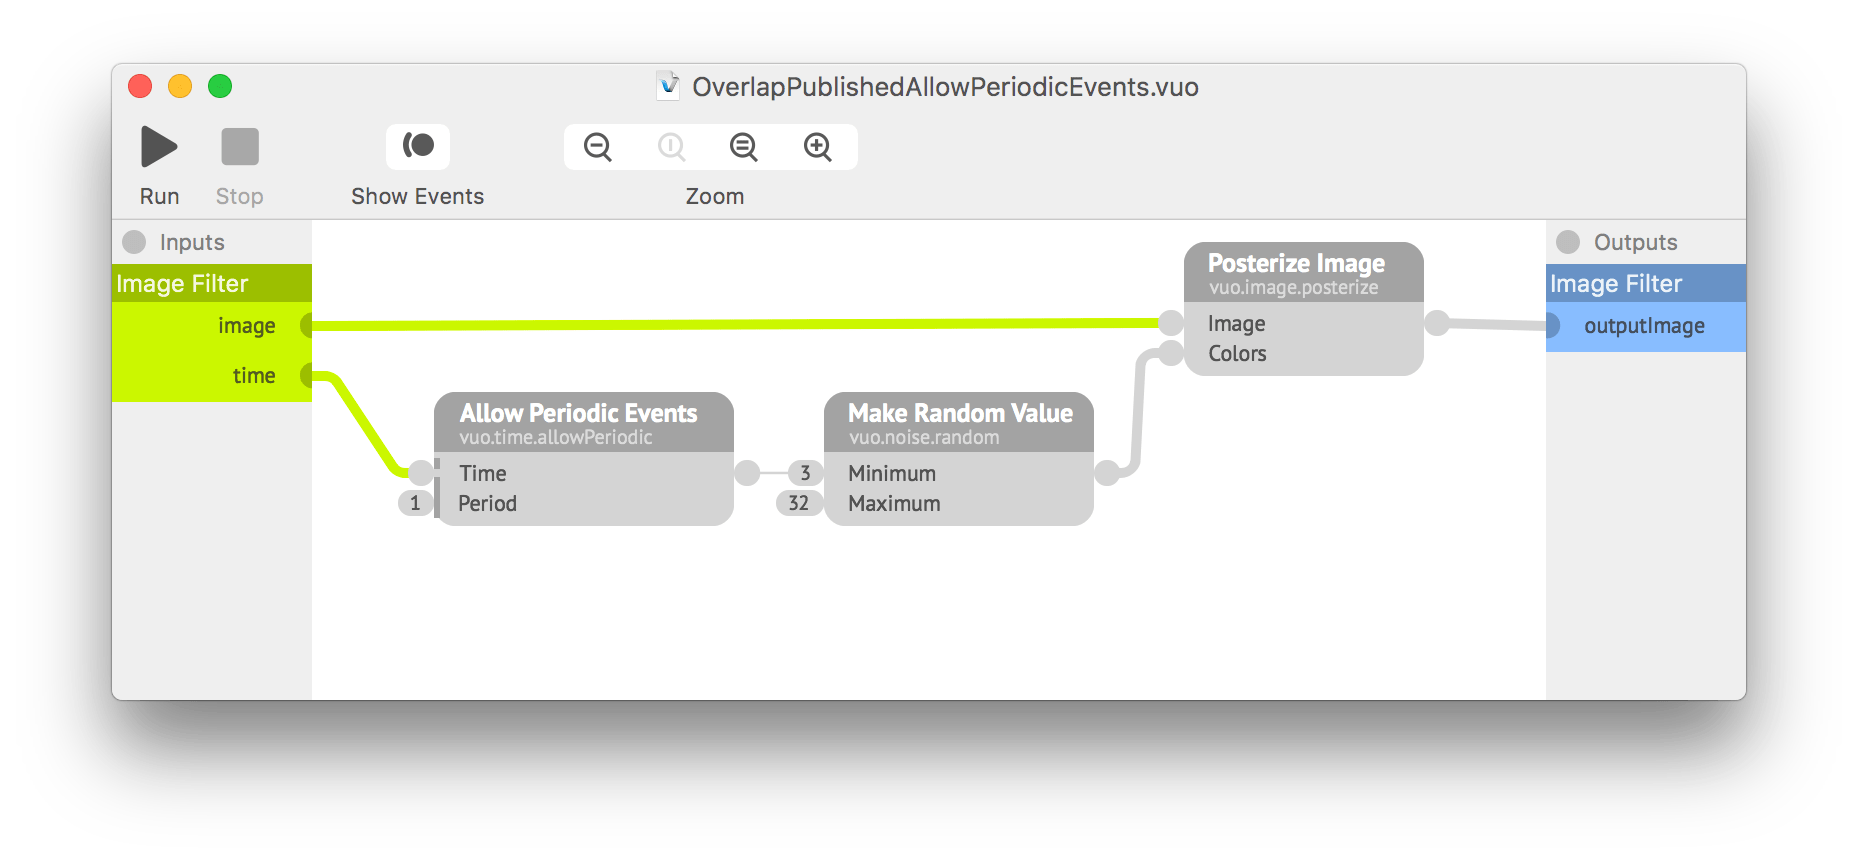 OverlapPublishedAllowPeriodicEvents.vuo
Run
Stop
Show Events
Zoom
Inputs
Image Filter
image
time
Allow Periodic Events
vuo.time.allowPeriodic
Time
1
Period
Make Random Value
vuo.noise.random
3
Minimum
32
Maximum
Posterize Image
vuo.image.posterize
Image
Colors
Outputs
Image Filter
outputImage